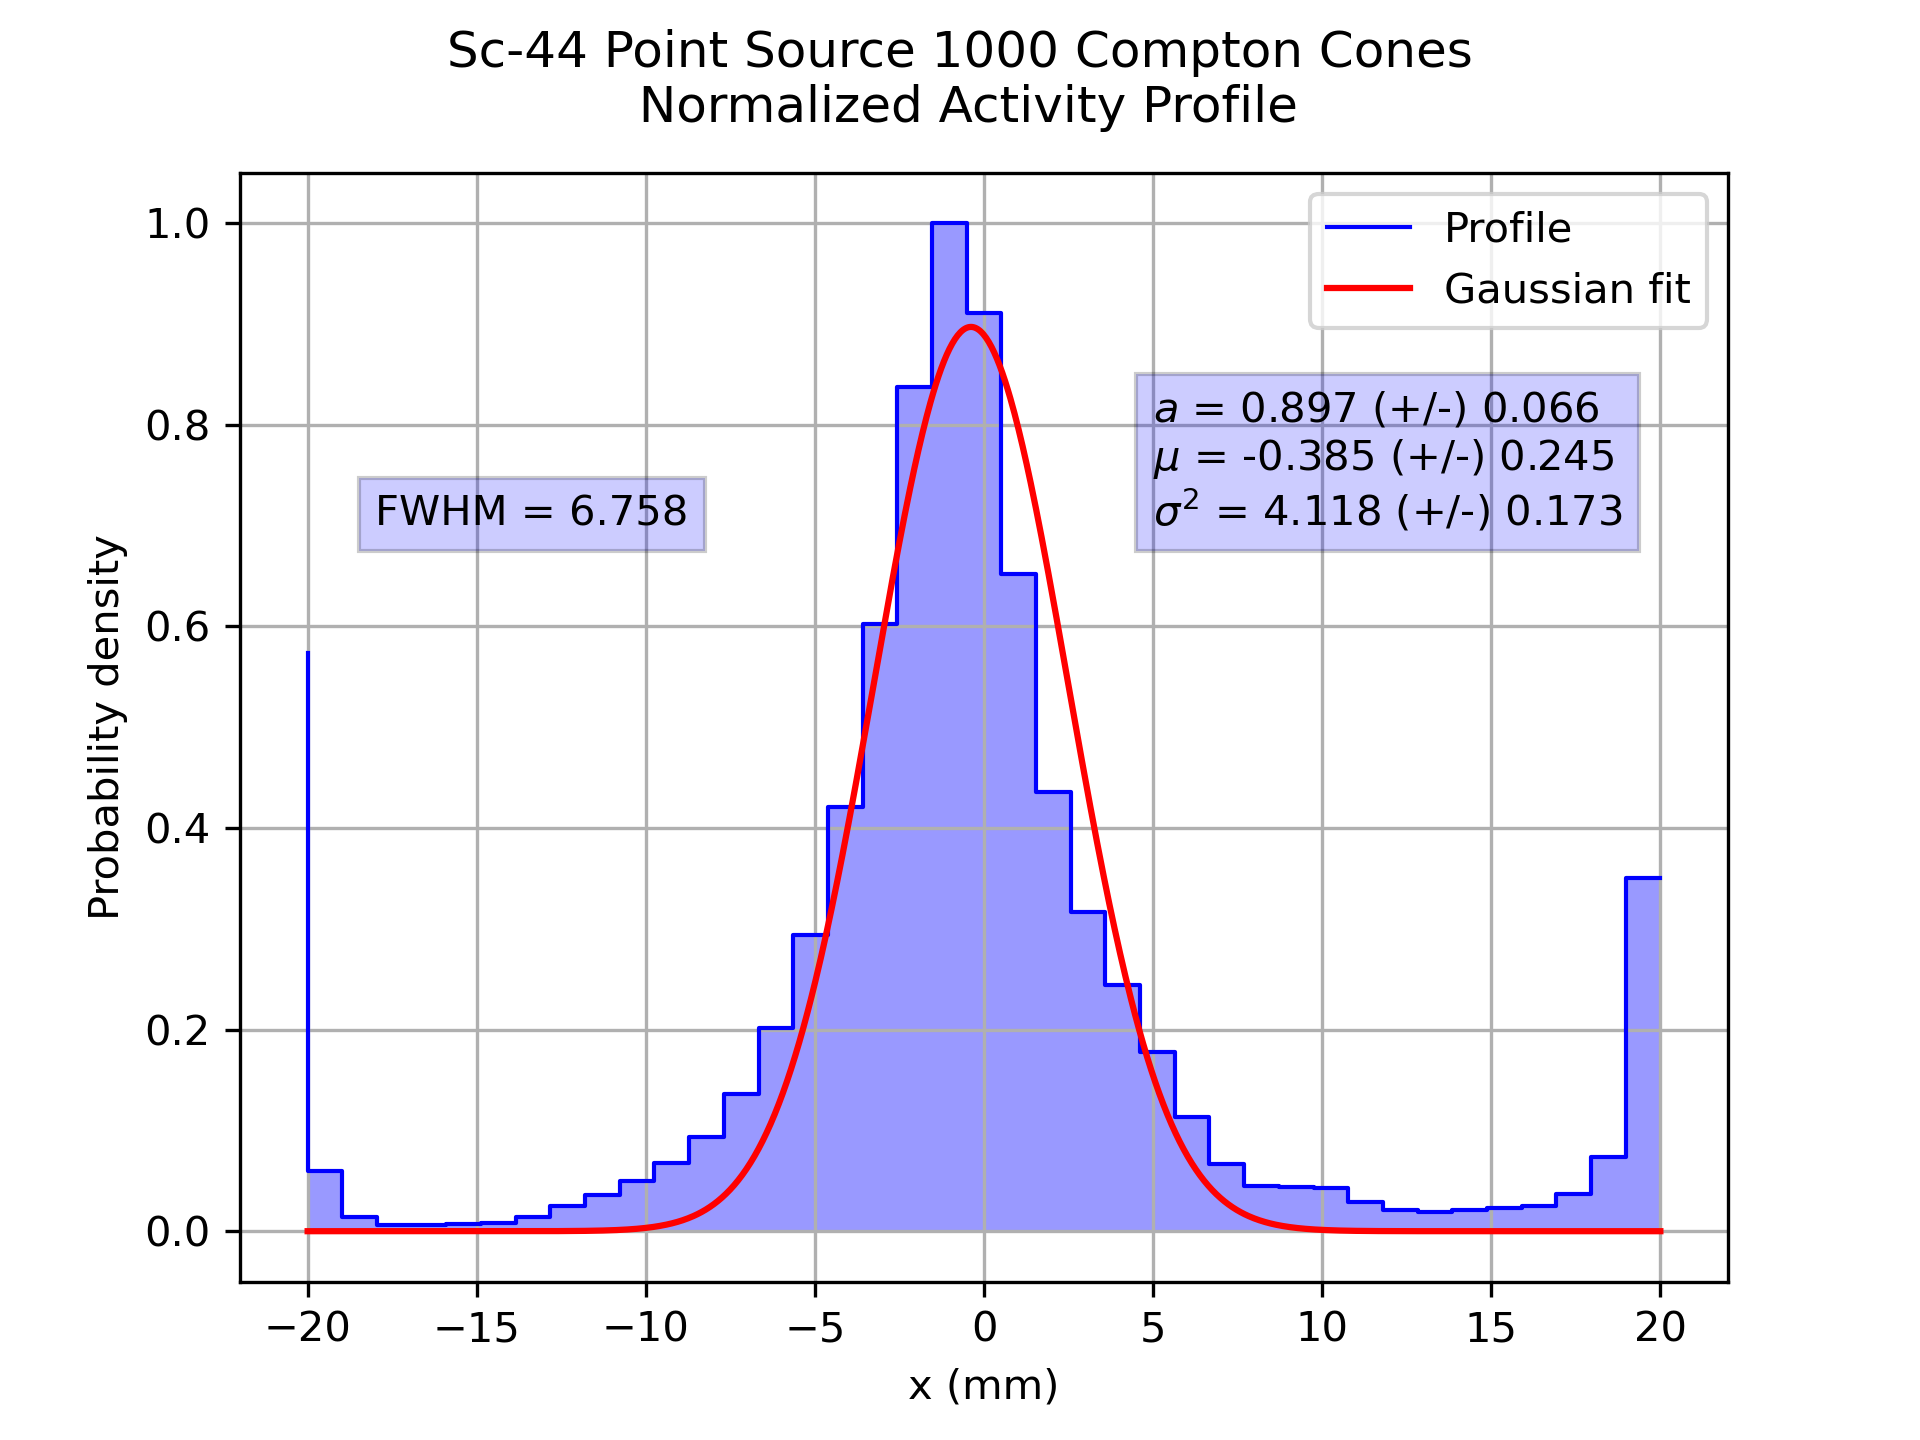 Sc-44 Point Source 1000 Compton Cones
Normalized Activity Profile
Profile
Gaussian fit
a = 0.897 (+/-) 0.066
μ = -0.385 (+/-) 0.245
σ² = 4.118 (+/-) 0.173
FWHM = 6.758
Probability density
1.0
0.8
0.6
0.4
0.2
0.0
−20 −15 −10 −5 0 5 10 15 20
x (mm)